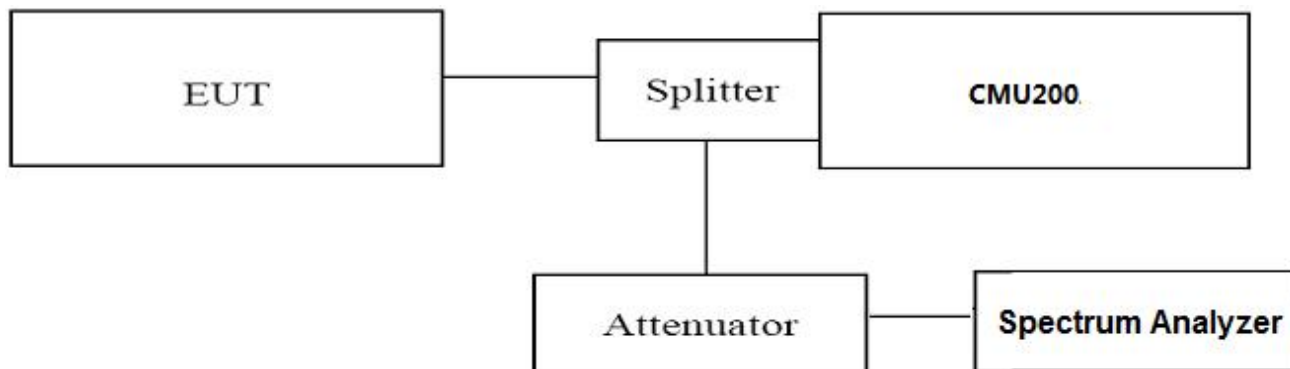 EUT
Splitter
CMU200.
Attenuator
Spectrum Analyzer